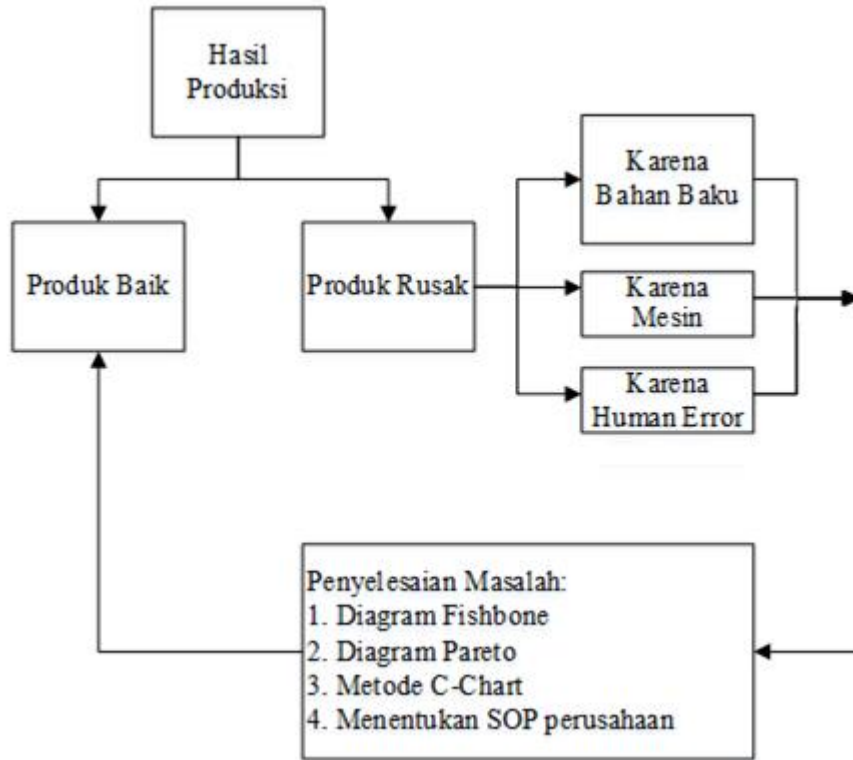 Hasil
Produksi
Produk Baik
Produk Rusak
Karena
Bahan Baku
Karena
Mesin
Karena
Human Error
Penyelesaian Masalah:
1. Diagram Fishbone
2. Diagram Pareto
3. Metode C-Chart
4. Menentukan SOP perusahaan